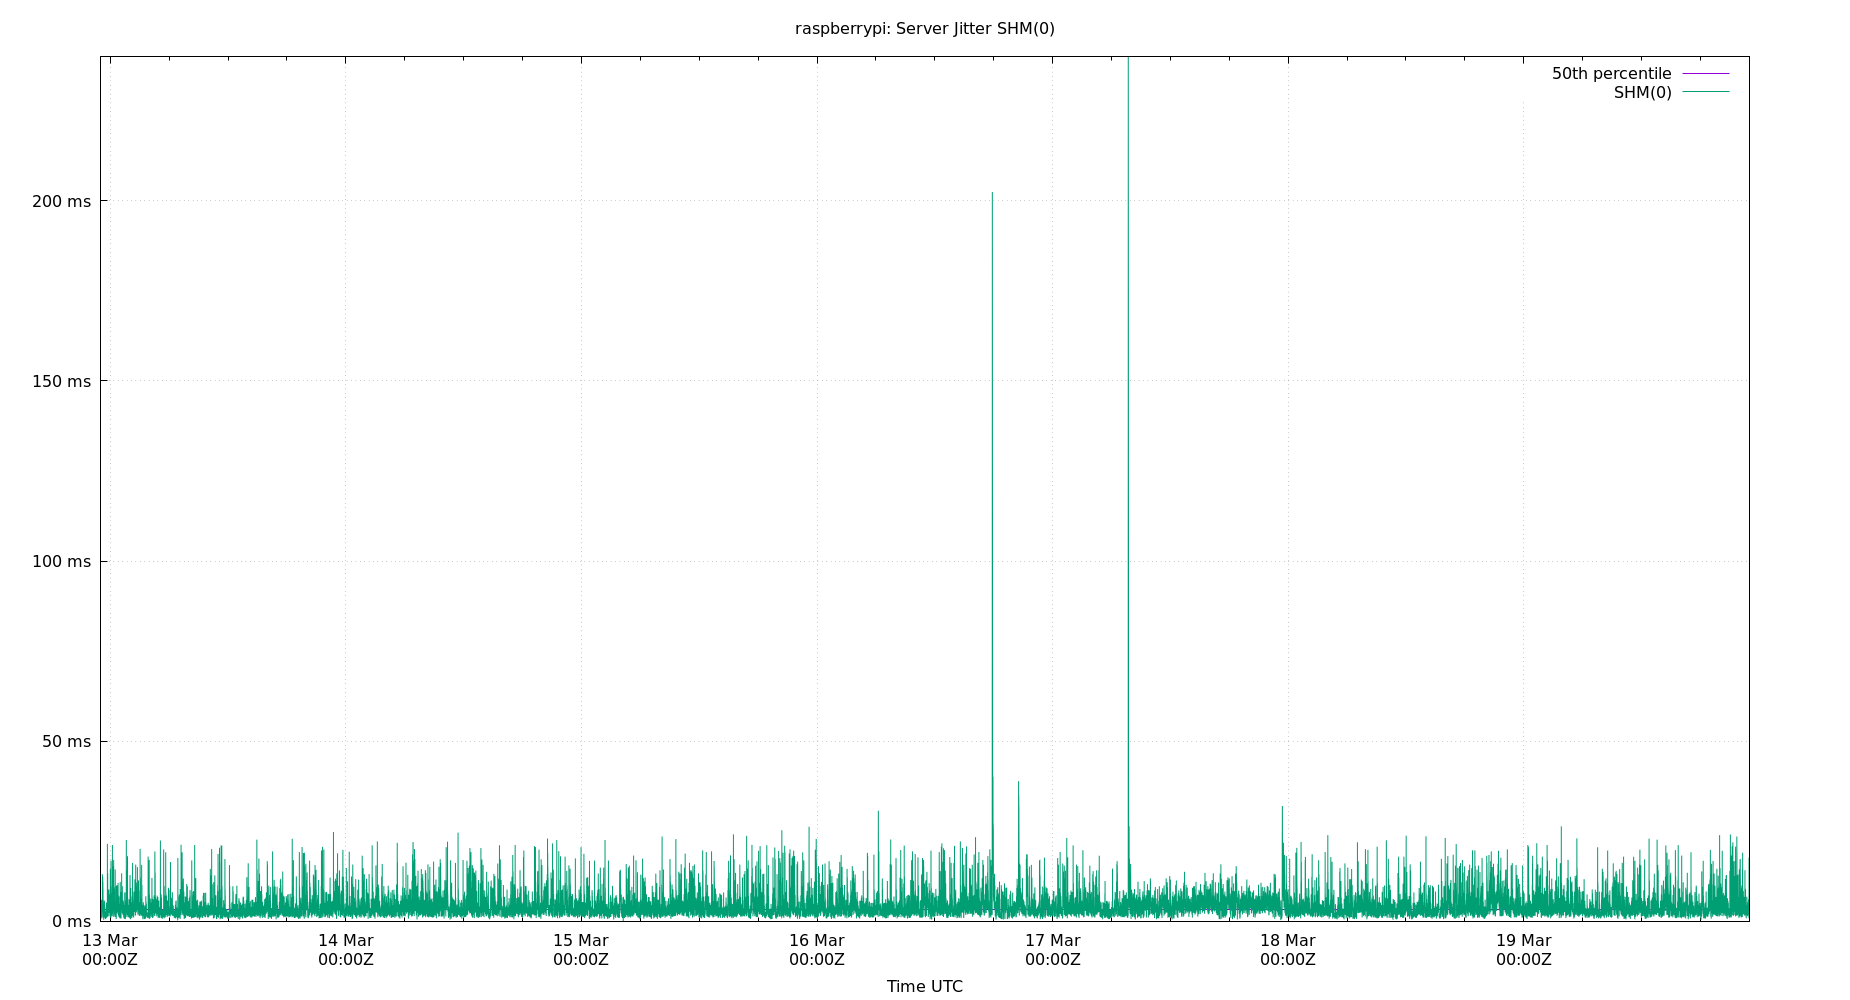 raspberrypi: Server Jitter SHM(0)
50th percentile
SHM(0)
200 ms
150 ms
100 ms
50 ms
0 ms
13 Mar 14 Mar 15 Mar 16 Mar 17 Mar 18 Mar 19 Mar
00:00Z 00:00Z 00:00Z 00:00Z 00:00Z 00:00Z 00:00Z
Time UTC